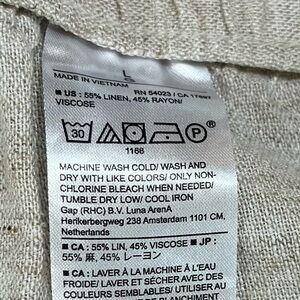 L
MADE IN VIETNAM RN 54023 / CA
■ US : 55% LINEN, 45% RAYON/
VISCOSE
30 P
1166
MACHINE WASH COLD/ WASH AND
DRY WITH LIKE COLORS/ ONLY NON-
CHLORINE BLEACH WHEN NEEDED/
TUMBLE DRY LOW/ COOL IRON
Gap (RHC) B.V. Luna ArenA
Herikerbergweg 238 Amsterdam 1101 CM,
Netherlands
■ CA : 55% LIN, 45% VISCOSE ■ JP :
55% 麻, 45% レーヨン
■ CA : LAVER À LA MACHINE À L'EAU
FROIDE/ LAVER ET SÉCHER AVEC DES
COULEURS SEMBLABLES/ UTILISER AU
BLANCHIMENT